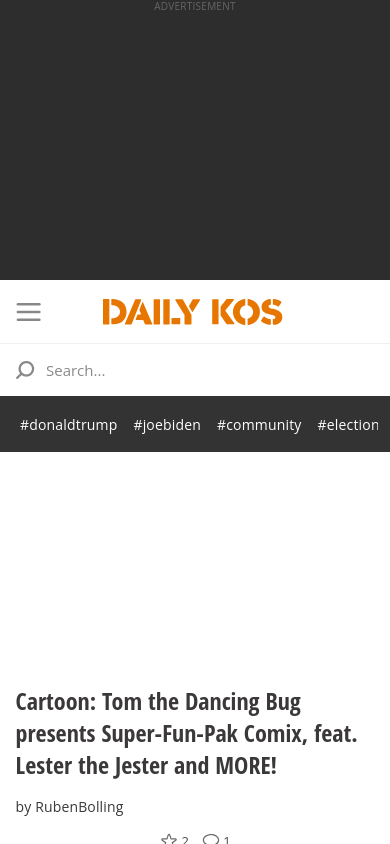 ADVERTISEMENT
DAILY KOS
Search...
#donaldtrump #joebiden #community #election
Cartoon: Tom the Dancing Bug
presents Super-Fun-Pak Comix, feat.
Lester the Jester and MORE!
by RubenBolling
2 1